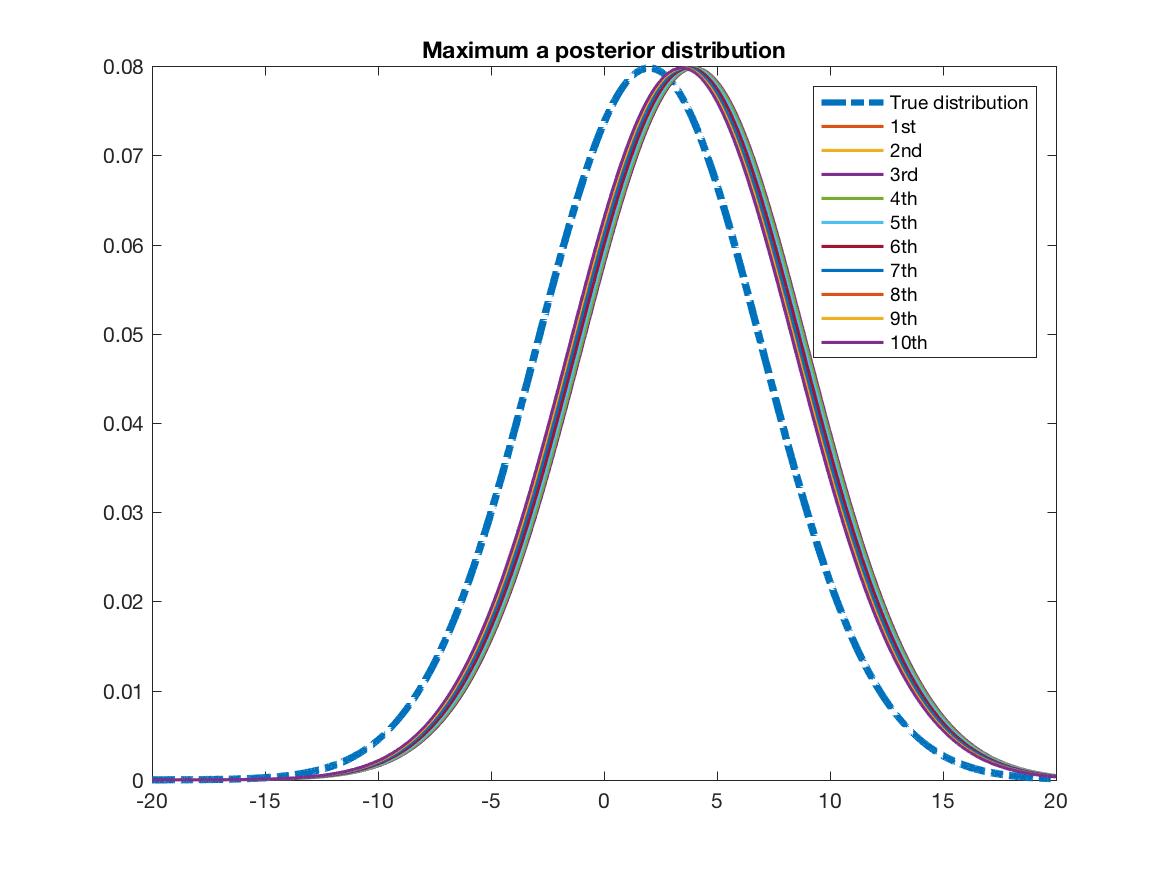 Maximum a posterior distribution
0.08
0.07
0.06
0.05
0.04
0.03
0.02
0.01
0
-20 -15 -10 -5 0 5 10 15 20
True distribution
1st
2nd
3rd
4th
5th
6th
7th
8th
9th
10th